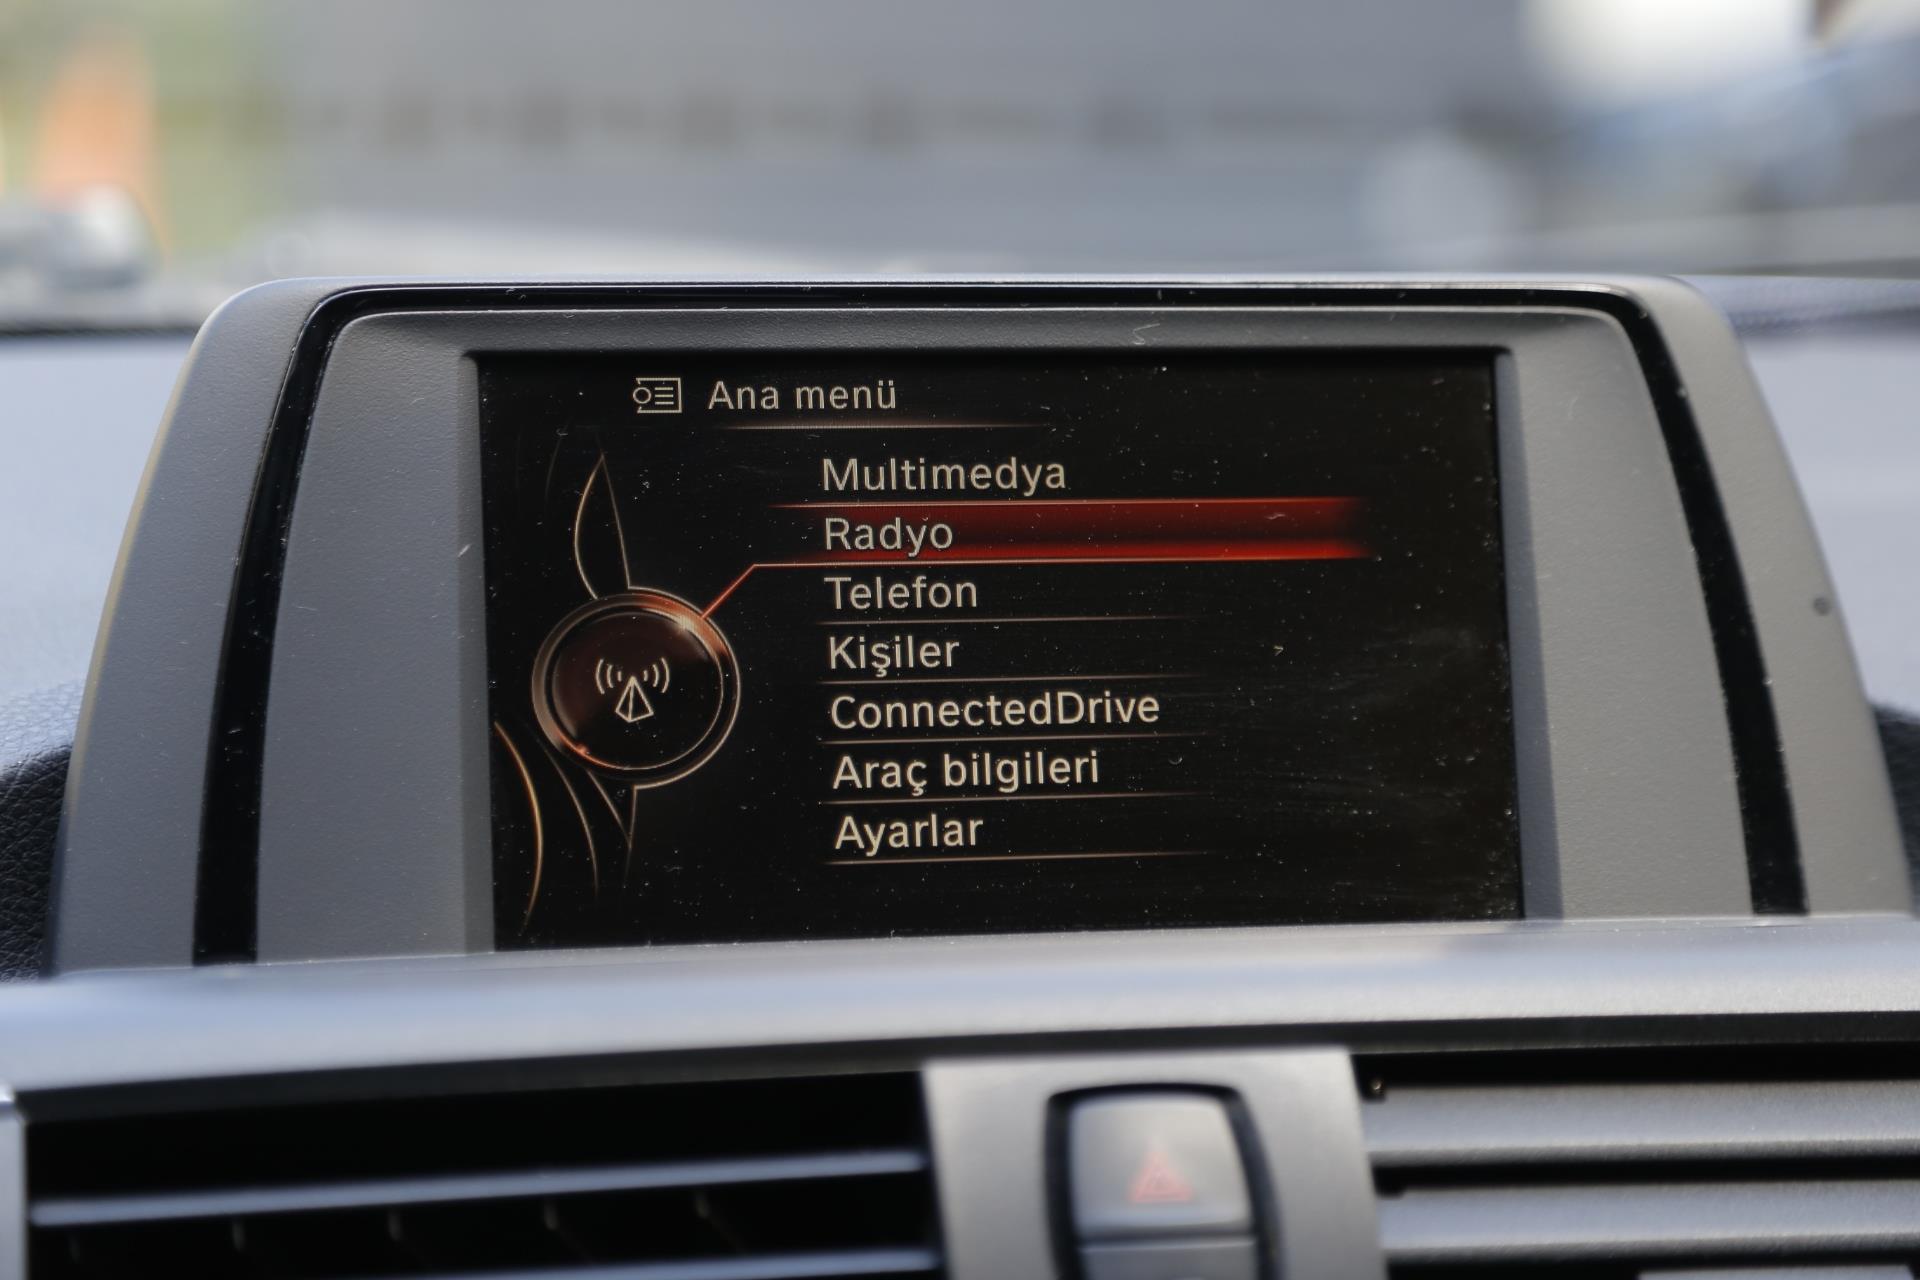 Ana menü
Multimedya
Radyo
Telefon
Kişiler
ConnectedDrive
Araç bilgileri
Ayarlar